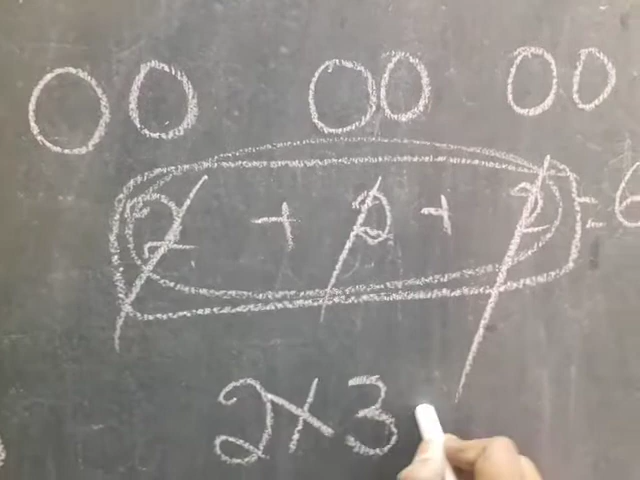 2 + 2 + 2 = 6
2 x 3